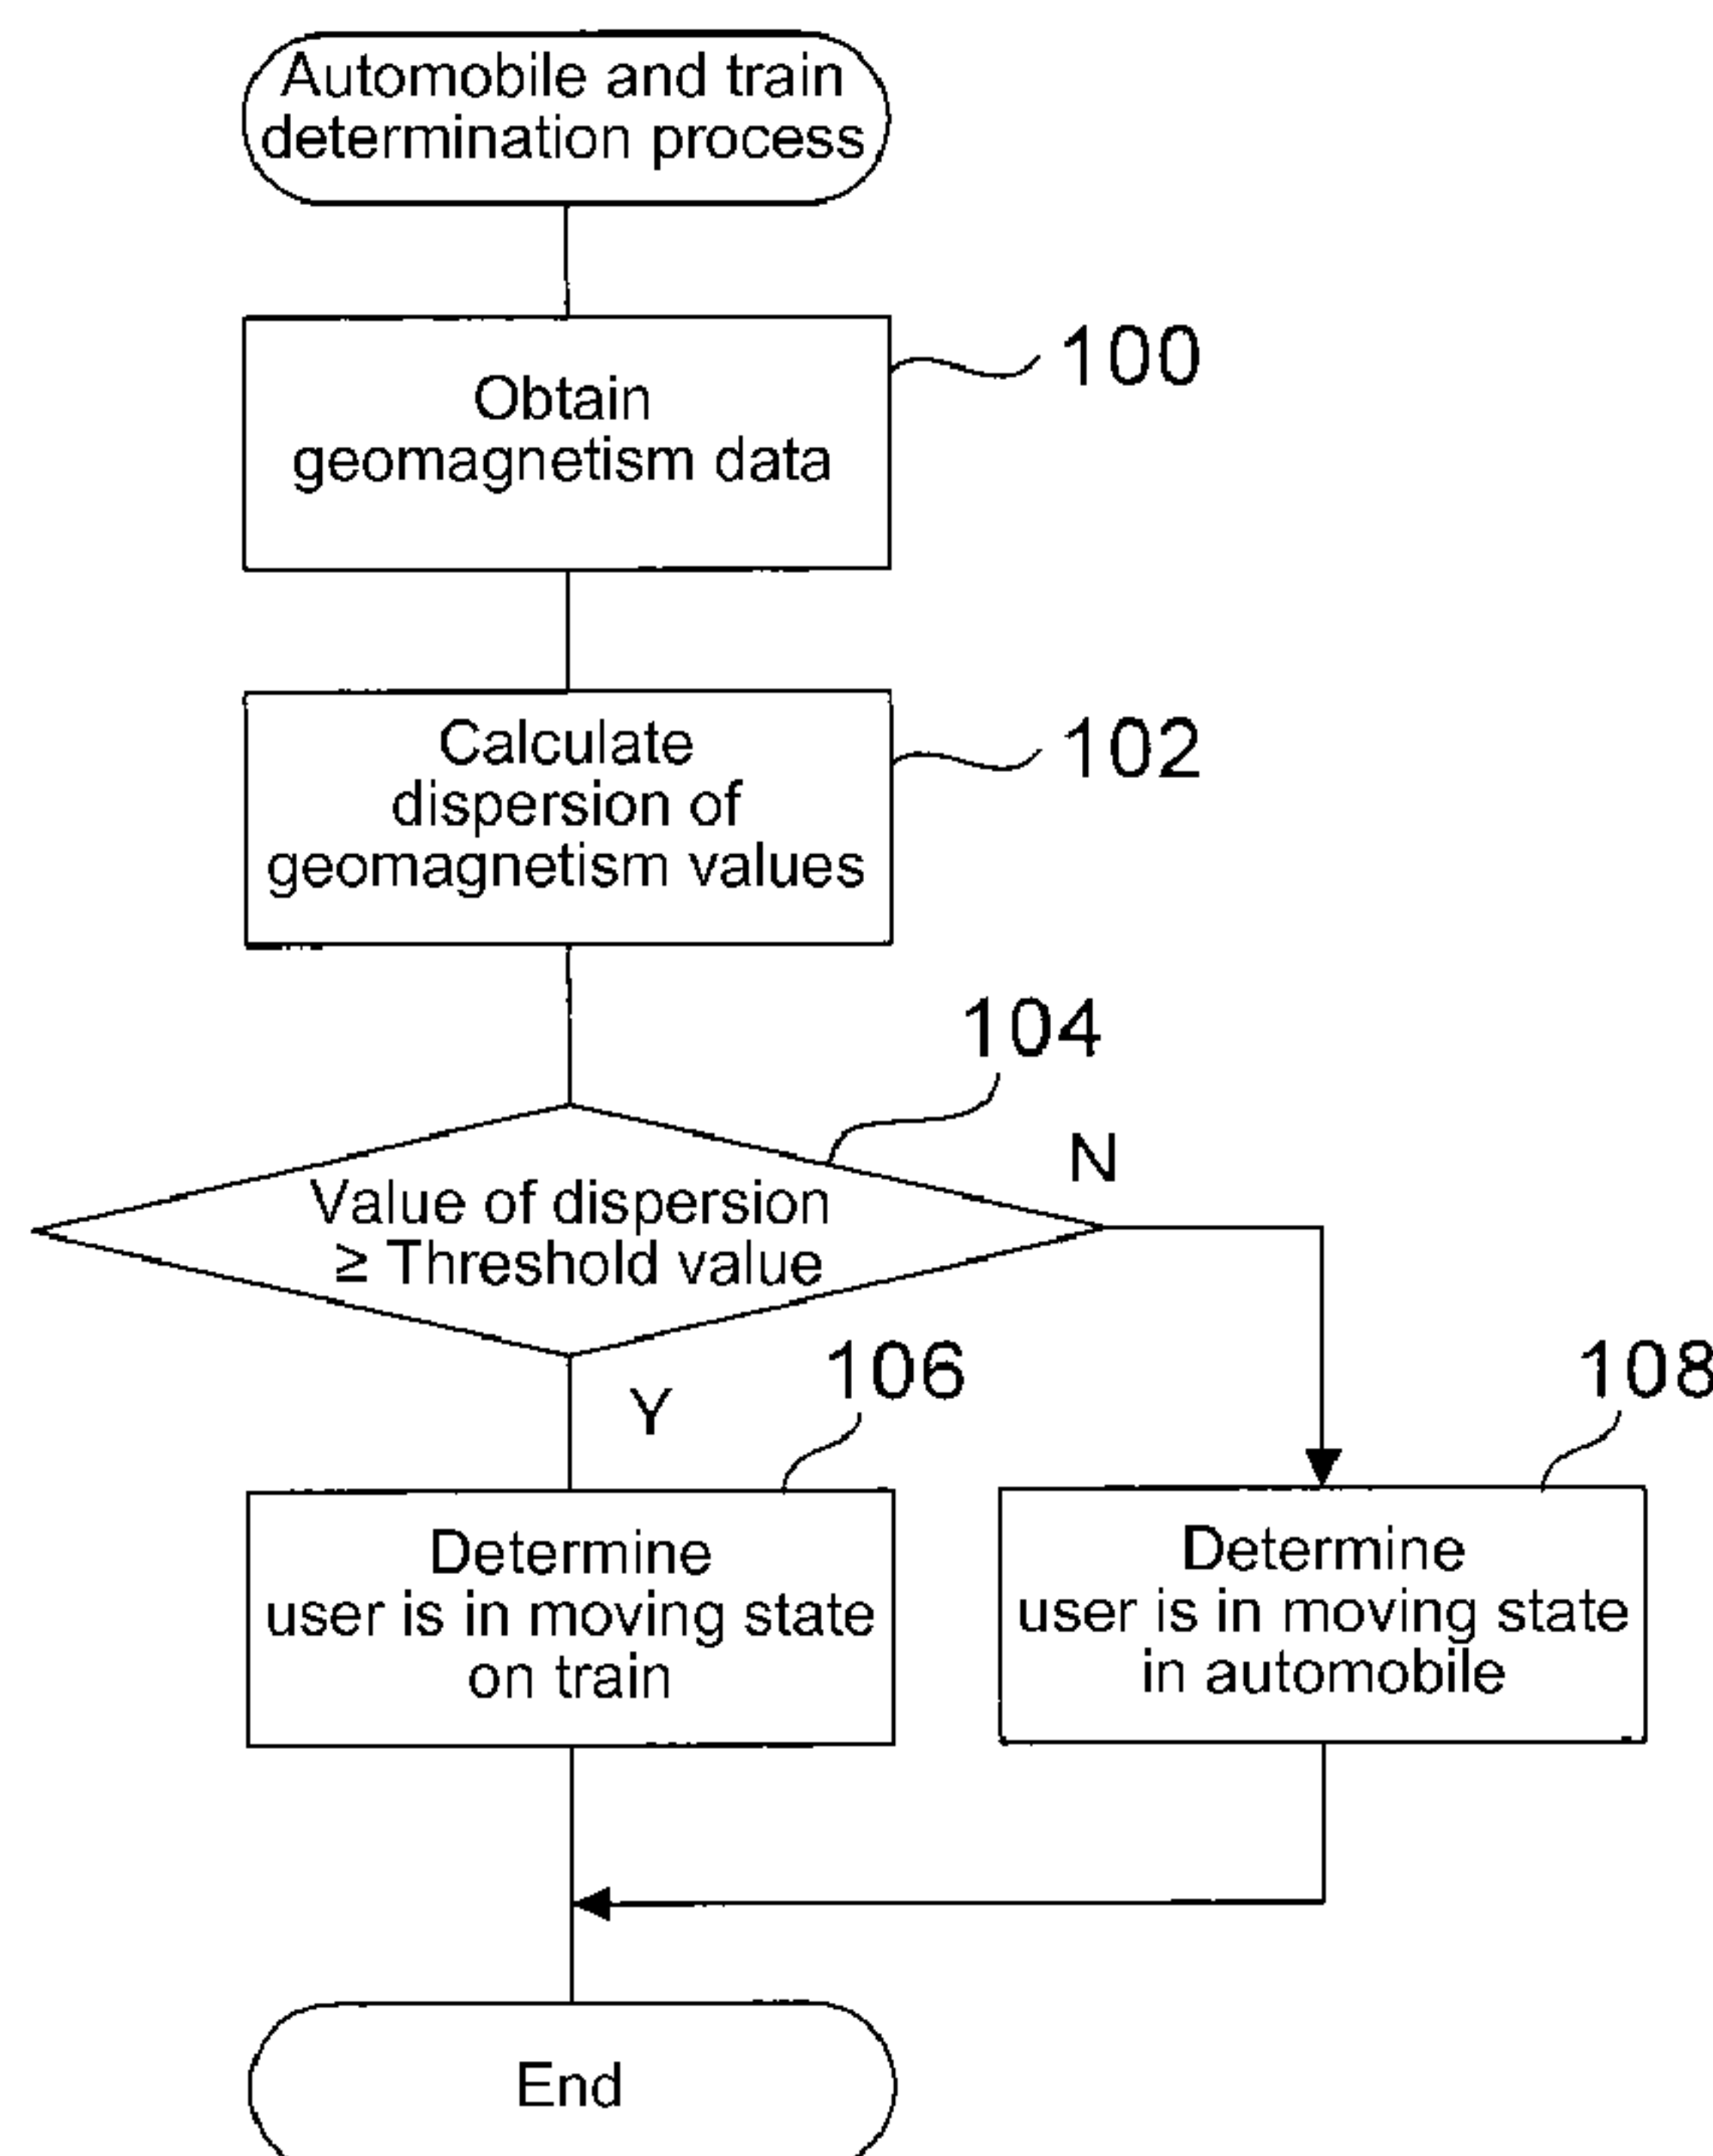 Automobile and train
determination process
Obtain
geomagnetism data
100
Calculate
dispersion of
geomagnetism values
102
104
Value of dispersion
≥ Threshold value
N
Y
106
108
Determine
user is in moving state
on train
Determine
user is in moving state
in automobile
End